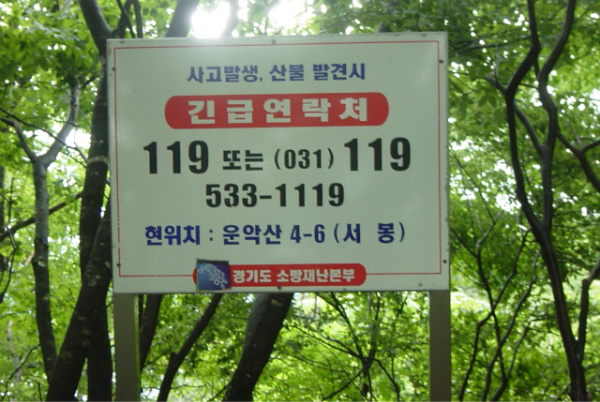 사고발생, 산불 발견시
긴급연락처
119 또는 (031) 119
533-1119
현위치 : 운악산 4-6 (서 봉)
경기도 소방재난본부